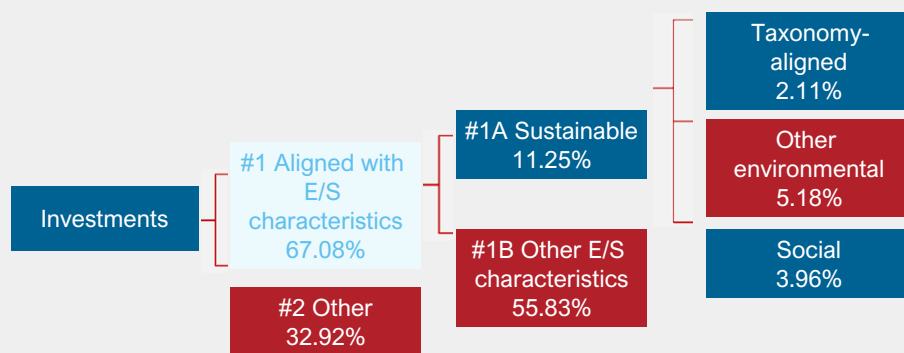 Investments
#1 Aligned with
E/S
characteristics
67.08%
#2 Other
32.92%
#1A Sustainable
11.25%
#1B Other E/S
characteristics
55.83%
Taxonomy-
aligned
2.11%
Other
environmental
5.18%
Social
3.96%